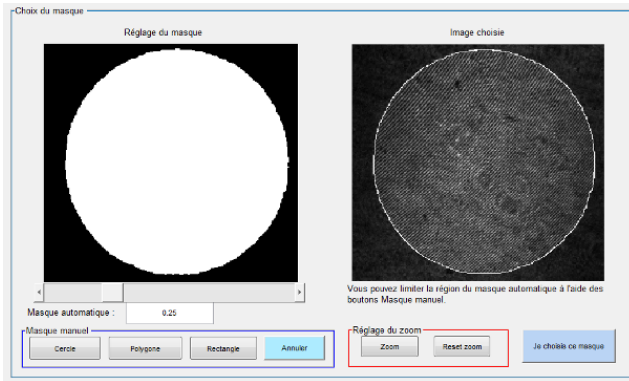 Choix du masque
Réglage du masque
Image choisie
Vous pouvez limiter la région du masque automatique à l'aide des
boutons Masque manuel.
Masque automatique :
0.25
Masque manuel
Cercle
Polygone
Rectangle
Annuler
Réglage du zoom
Zoom
Reset zoom
Je choisis ce masque